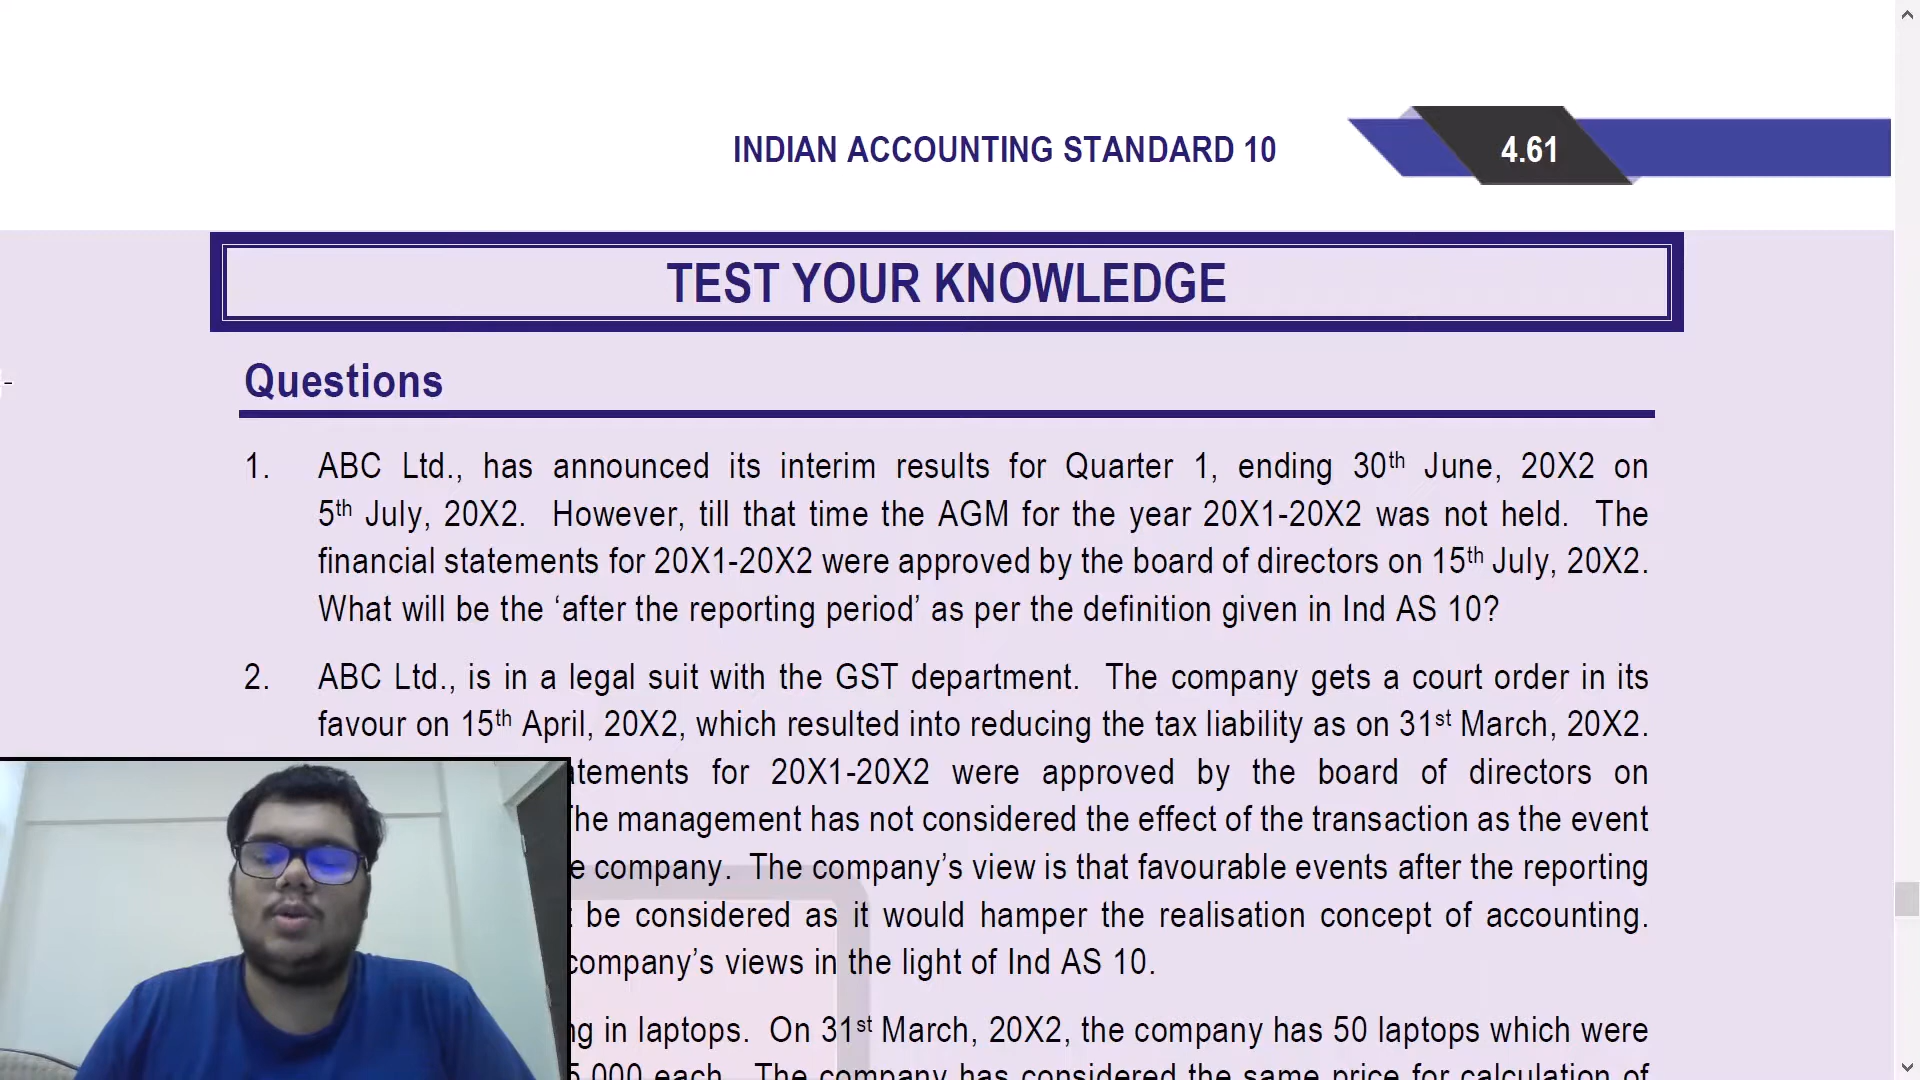 INDIAN ACCOUNTING STANDARD 10
4.61
TEST YOUR KNOWLEDGE
Questions
1. ABC Ltd., has announced its interim results for Quarter 1, ending 30th June, 20X2 on
5th July, 20X2. However, till that time the AGM for the year 20X1-20X2 was not held. The
financial statements for 20X1-20X2 were approved by the board of directors on 15th July, 20X2.
What will be the ‘after the reporting period’ as per the definition given in Ind AS 10?
2. ABC Ltd., is in a legal suit with the GST department. The company gets a court order in its
favour on 15th April, 20X2, which resulted into reducing the tax liability as on 31st March, 20X2.
atements for 20X1-20X2 were approved by the board of directors on
The management has not considered the effect of the transaction as the event
e company. The company’s view is that favourable events after the reporting
be considered as it would hamper the realisation concept of accounting.
company’s views in the light of Ind AS 10.
ng in laptops. On 31st March, 20X2, the company has 50 laptops which were
5,000 each. The company has considered the same price for calculation of